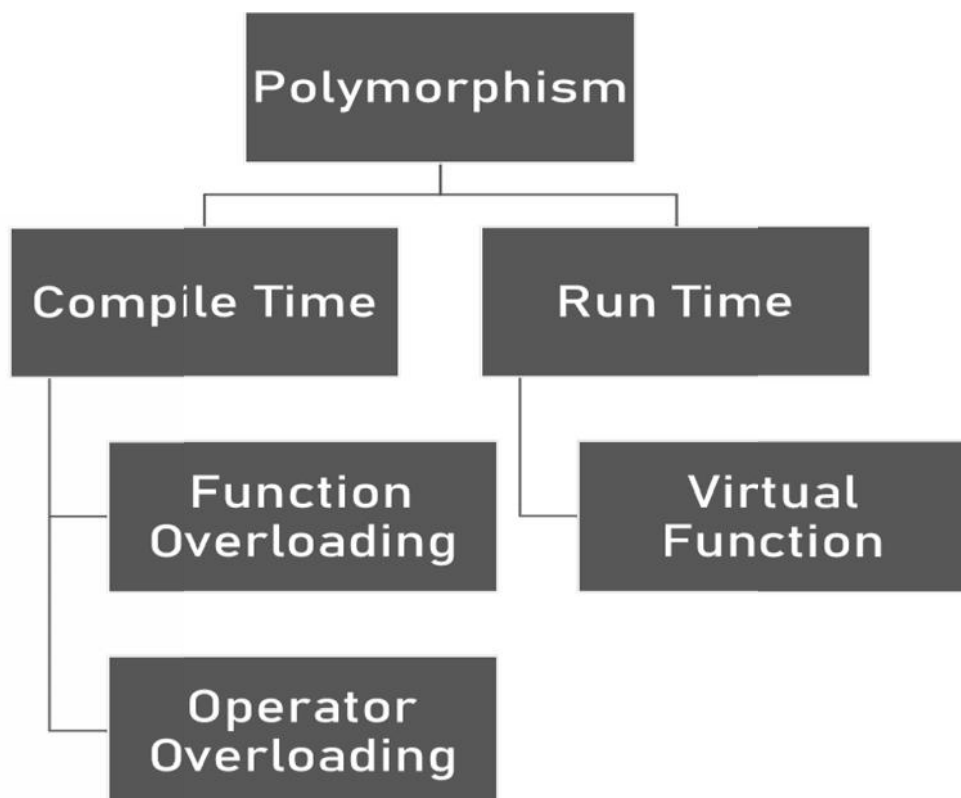 Polymorphism
Compile Time
Run Time
Function
Overloading
Virtual
Function
Operator
Overloading